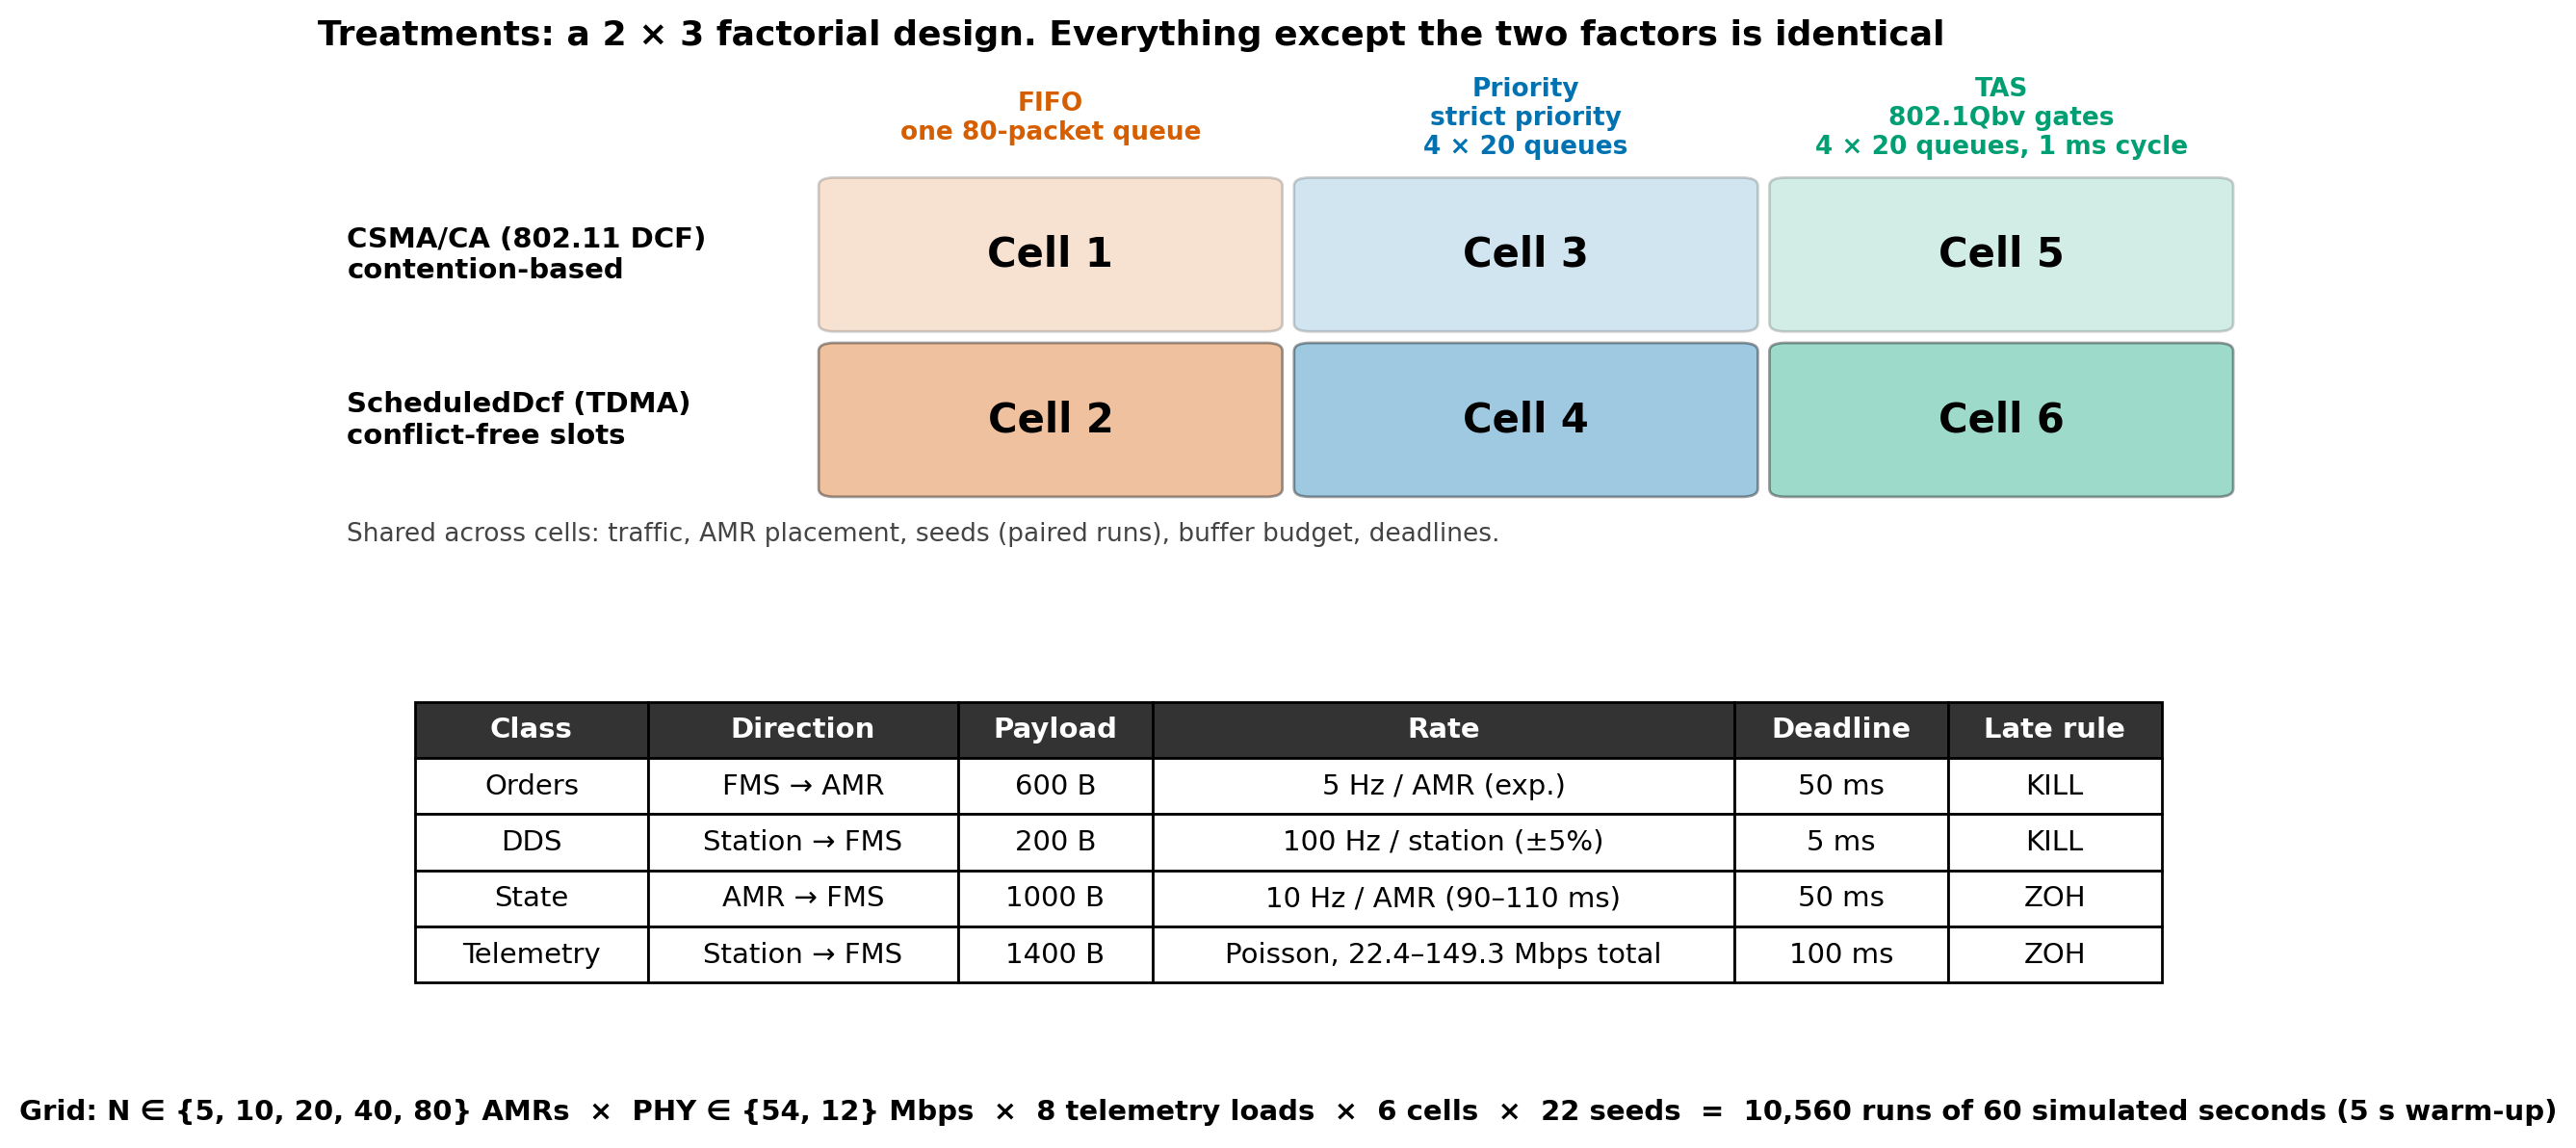 Treatments: a 2 × 3 factorial design. Everything except the two factors is identical
FIFO
one 80-packet queue
Priority
strict priority
4 × 20 queues
TAS
802.1Qbv gates
4 × 20 queues, 1 ms cycle
CSMA/CA (802.11 DCF)
contention-based
Cell 1
Cell 3
Cell 5
ScheduledDcf (TDMA)
conflict-free slots
Cell 2
Cell 4
Cell 6
Shared across cells: traffic, AMR placement, seeds (paired runs), buffer budget, deadlines.
Class Direction Payload Rate Deadline Late rule
Orders FMS → AMR 600 B 5 Hz / AMR (exp.) 50 ms KILL
DDS Station → FMS 200 B 100 Hz / station (±5%) 5 ms KILL
State AMR → FMS 1000 B 10 Hz / AMR (90–110 ms) 50 ms ZOH
Telemetry Station → FMS 1400 B Poisson, 22.4–149.3 Mbps total 100 ms ZOH
Grid: N ∈ {5, 10, 20, 40, 80} AMRs × PHY ∈ {54, 12} Mbps × 8 telemetry loads × 6 cells × 22 seeds = 10,560 runs of 60 simulated seconds (5 s warm-up)